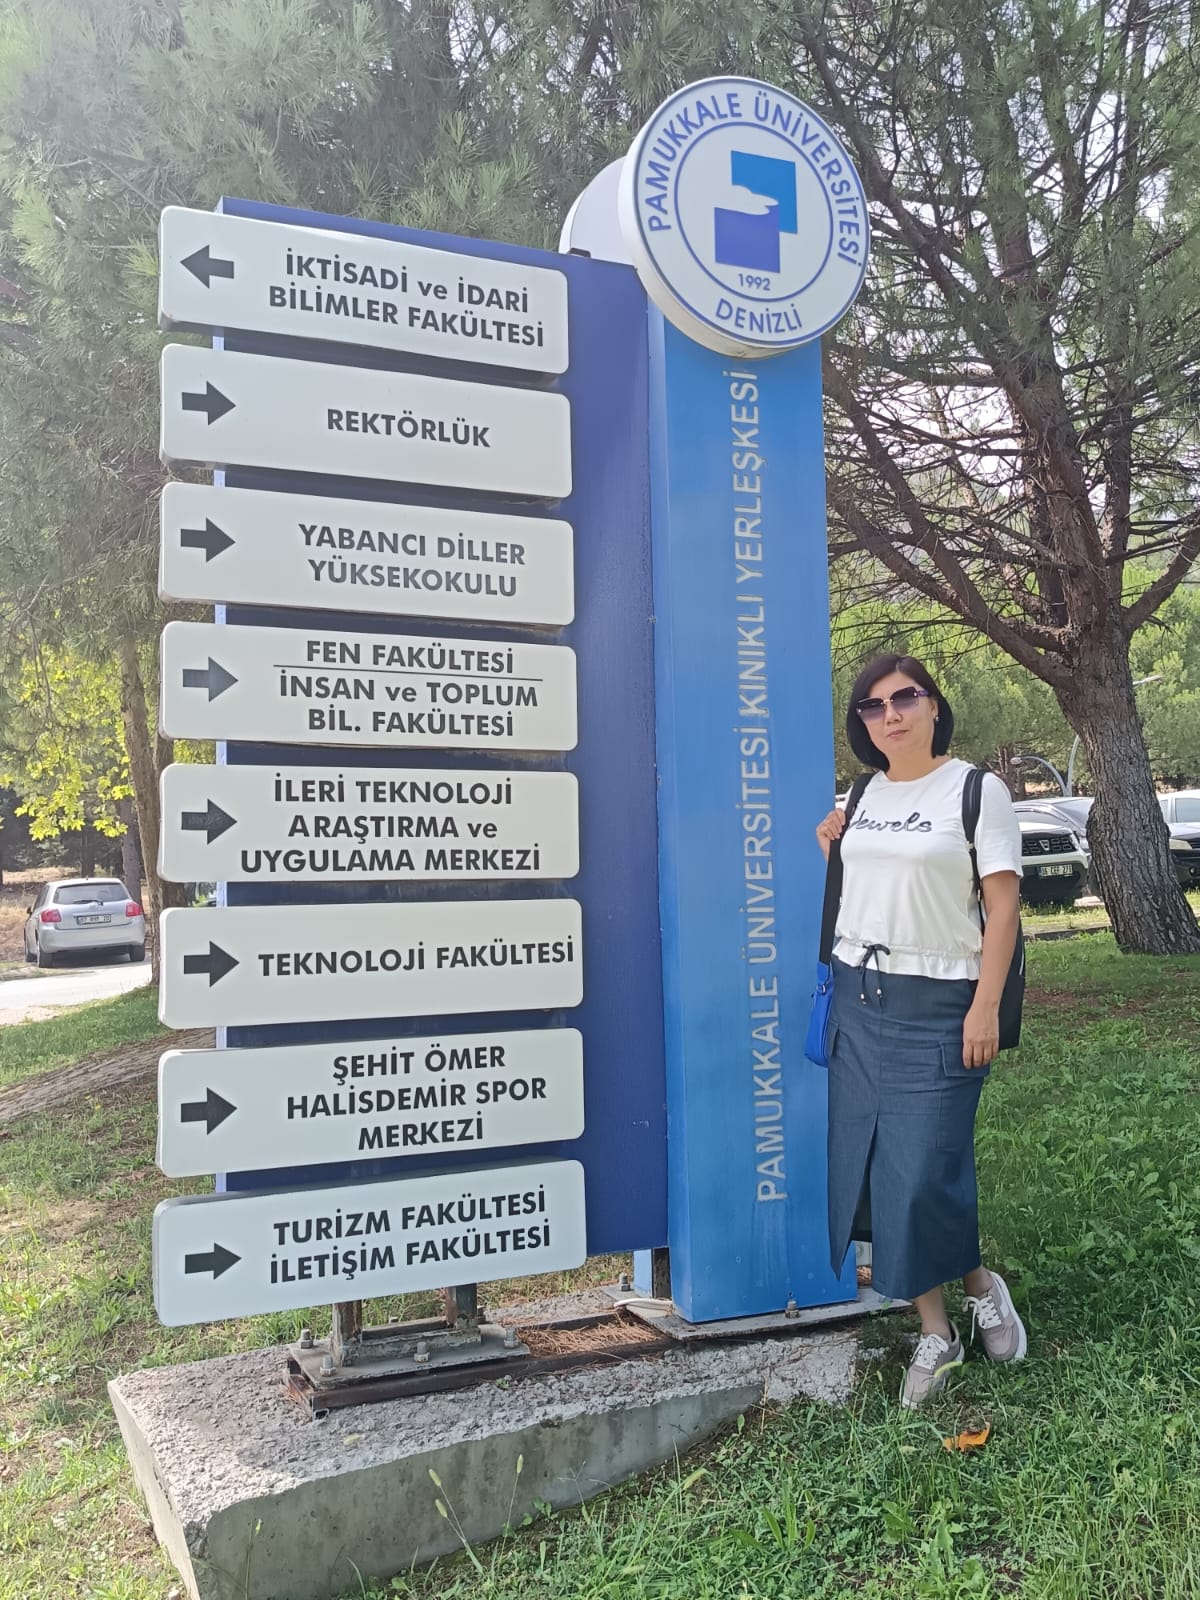 PAMUKKALE ÜNİVERSİTESİ
1992
DENİZLİ
PAMUKKALE ÜNİVERSİTESİ KINIKLI YERLEŞKESİ
İKTİSADİ ve İDARİ
BİLİMLER FAKÜLTESİ
REKTÖRLÜK
YABANCI DİLLER
YÜKSEKOKULU
FEN FAKÜLTESİ
İNSAN ve TOPLUM
BİL. FAKÜLTESİ
İLERİ TEKNOLOJİ
ARAŞTIRMA ve
UYGULAMA MERKEZİ
TEKNOLOJİ FAKÜLTESİ
ŞEHİT ÖMER
HALİSDEMİR SPOR
MERKEZİ
TURİZM FAKÜLTESİ
İLETİŞİM FAKÜLTESİ
Jewels